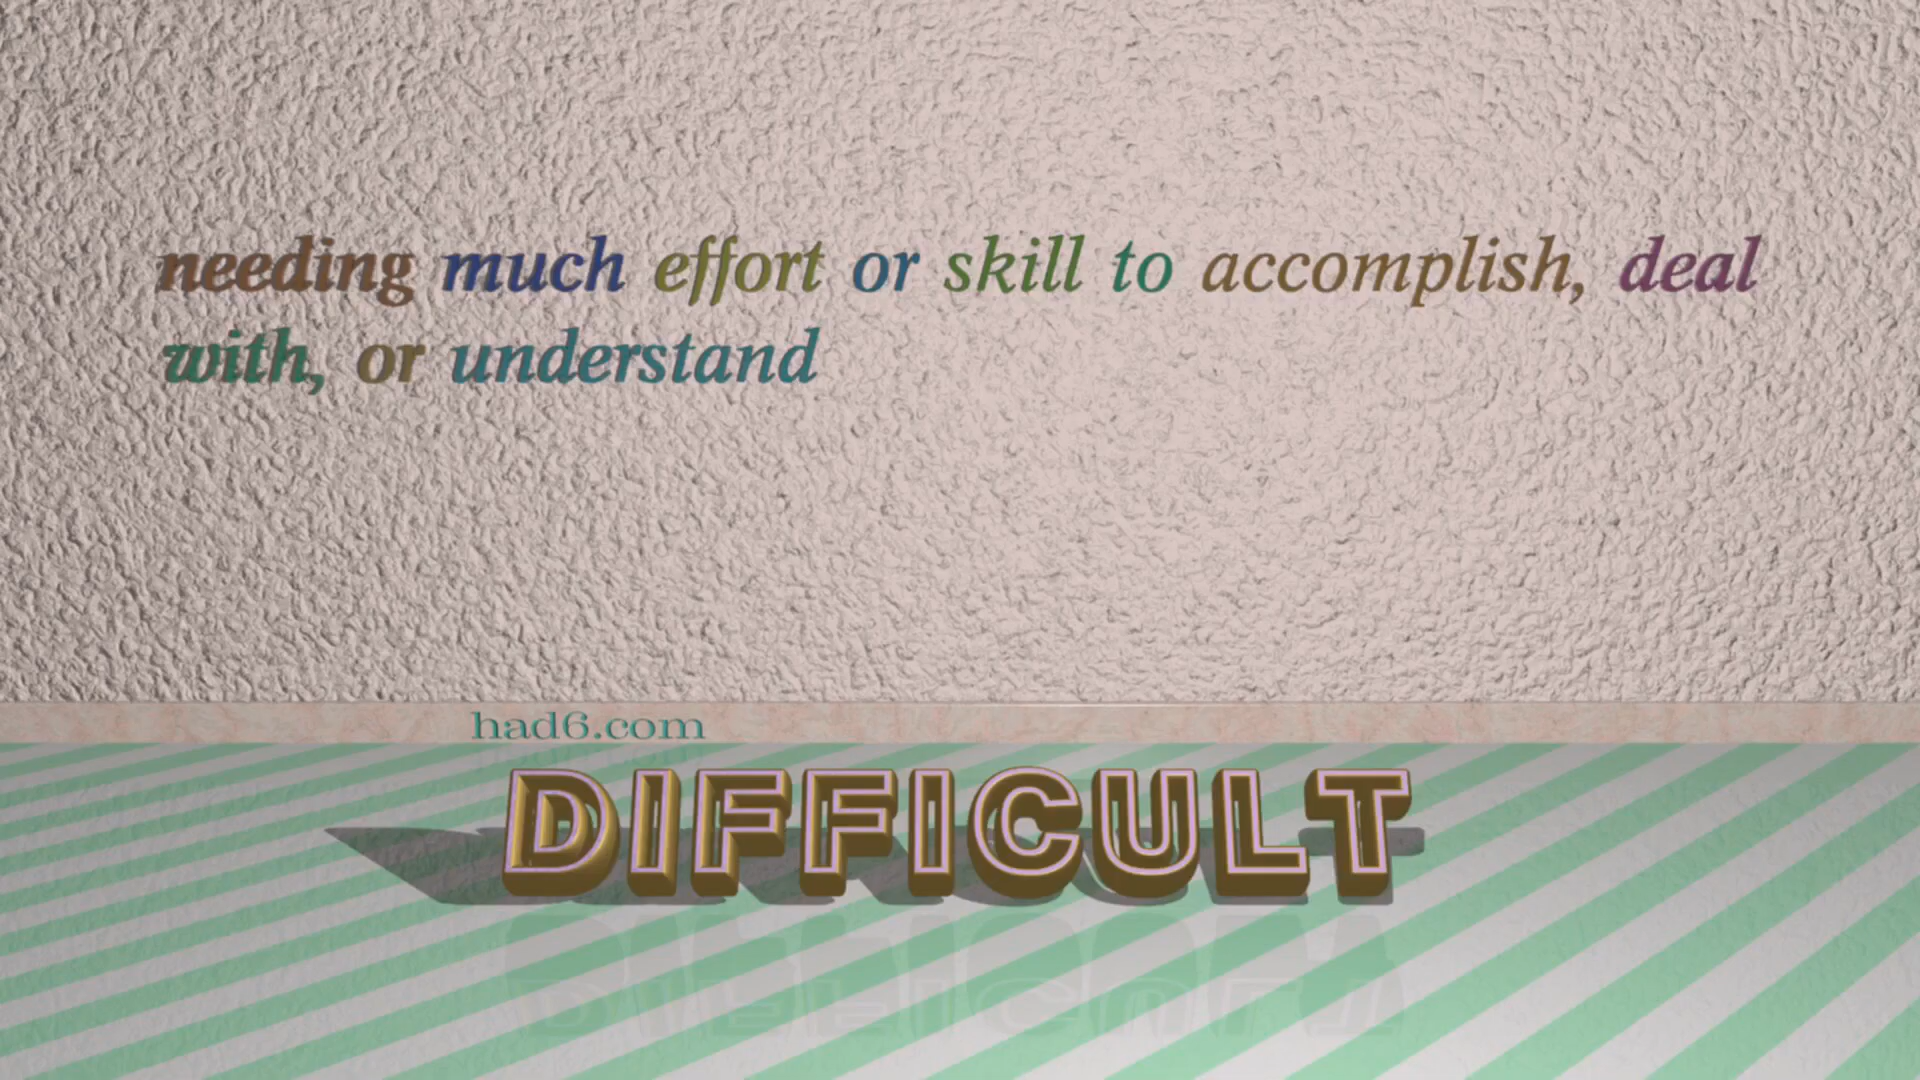 needing much effort or skill to accomplish, deal
with, or understand
had6.com
DIFFICULT